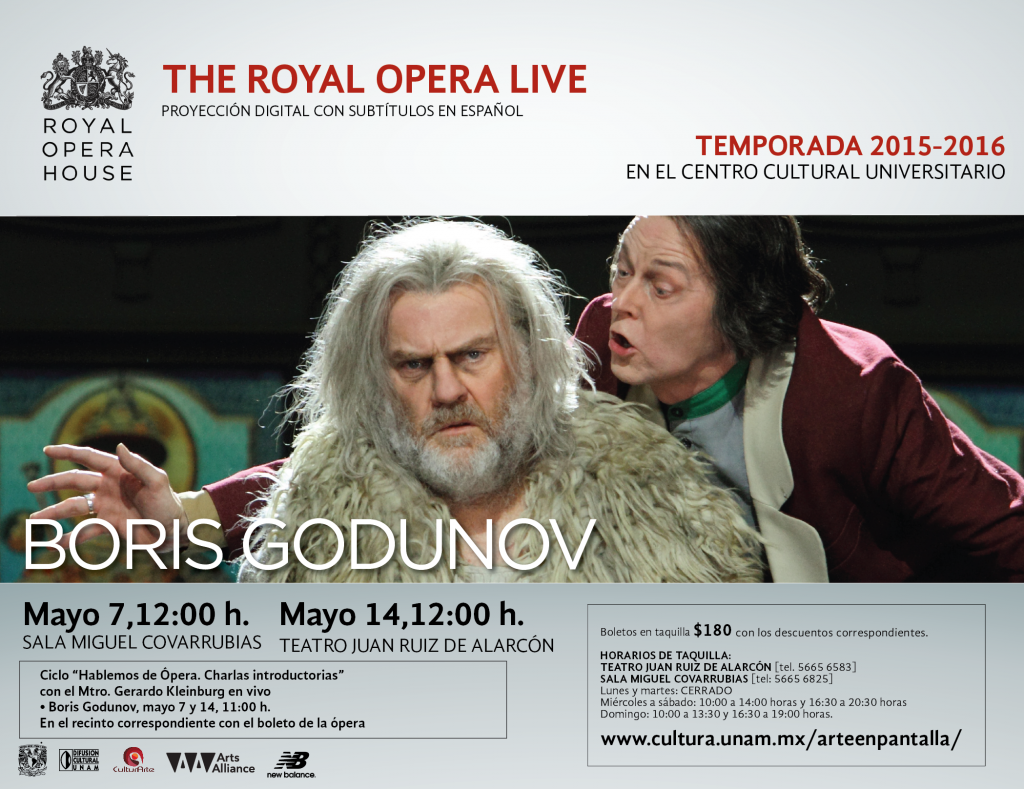 ROYAL
OPERA
HOUSE
THE ROYAL OPERA LIVE
PROYECCIÓN DIGITAL CON SUBTÍTULOS EN ESPAÑOL
TEMPORADA 2015-2016
EN EL CENTRO CULTURAL UNIVERSITARIO
BORIS GODUNOV
Mayo 7,12:00 h.
SALA MIGUEL COVARRUBIAS
Mayo 14,12:00 h.
TEATRO JUAN RUIZ DE ALARCÓN
Ciclo “Hablemos de Ópera. Charlas introductorias”
con el Mtro. Gerardo Kleinburg en vivo
• Boris Godunov, mayo 7 y 14, 11:00 h.
En el recinto correspondiente con el boleto de la ópera
Boletos en taquilla $180 con los descuentos correspondientes.
HORARIOS DE TAQUILLA:
TEATRO JUAN RUIZ DE ALARCÓN [tel. 5665 6583]
SALA MIGUEL COVARRUBIAS [tel: 5665 6825]
Lunes y martes: CERRADO
Miércoles a sábado: 10:00 a 14:00 horas y 16:30 a 20:30 horas
Domingo: 10:00 a 13:30 y 16:30 a 19:00 horas.
www.cultura.unam.mx/arteenpantalla/
DIFUSION
CULTURAL
UNAM
CulturArte
Arts
Alliance
new balance.